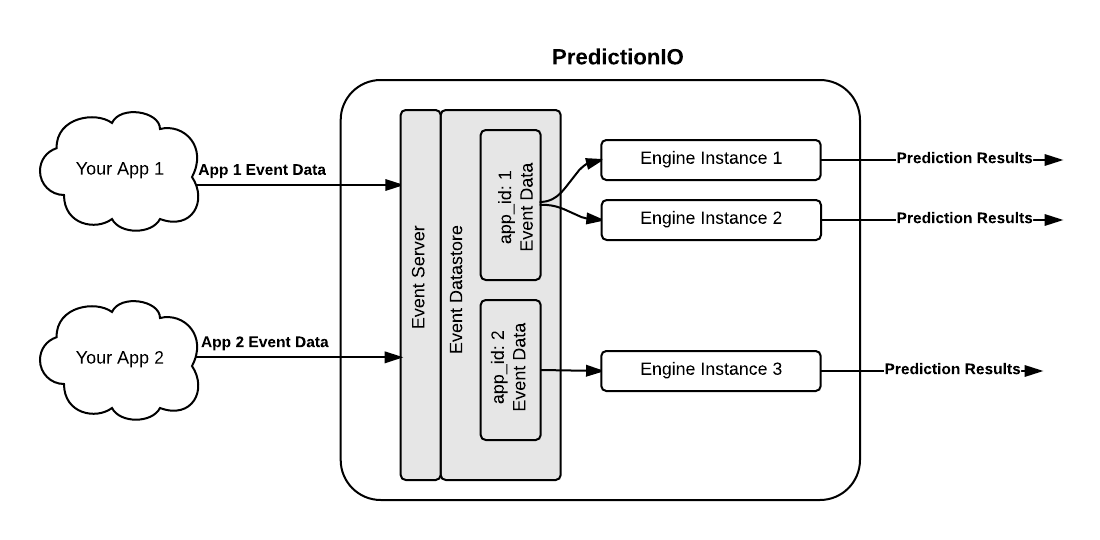 PredictionIO
Your App 1
App 1 Event Data
Your App 2
App 2 Event Data
Event Server
Event Datastore
app_id: 1
Event Data
app_id: 2
Event Data
Engine Instance 1
Prediction Results
Engine Instance 2
Prediction Results
Engine Instance 3
Prediction Results